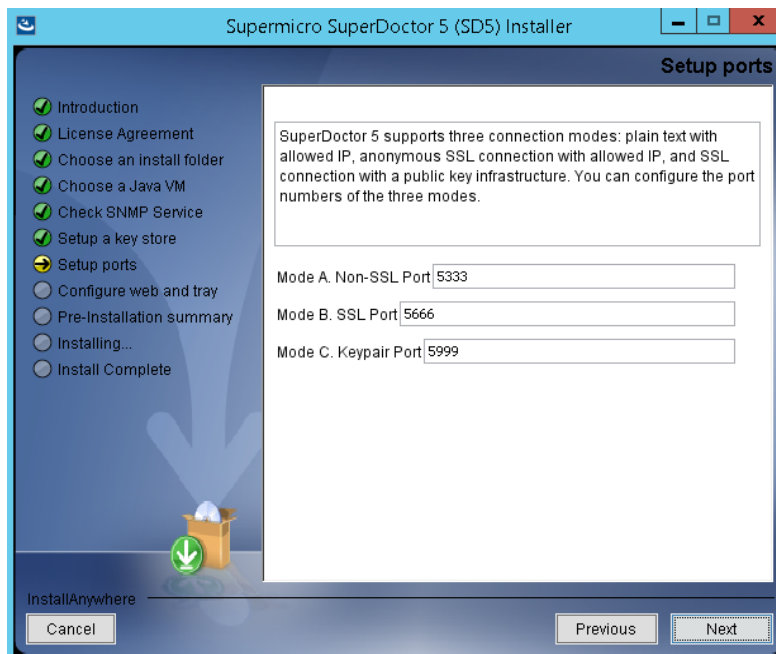 Supermicro SuperDoctor 5 (SD5) Installer
Setup ports
Introduction
License Agreement
Choose an install folder
Choose a Java VM
Check SNMP Service
Setup a key store
Setup ports
Configure web and tray
Pre-Installation summary
Installing...
Install Complete
SuperDoctor 5 supports three connection modes: plain text with
allowed IP, anonymous SSL connection with allowed IP, and SSL
connection with a public key infrastructure. You can configure the port
numbers of the three modes.
Mode A. Non-SSL Port 5333
Mode B. SSL Port 5666
Mode C. Keypair Port 5999
InstallAnywhere
Cancel
Previous
Next